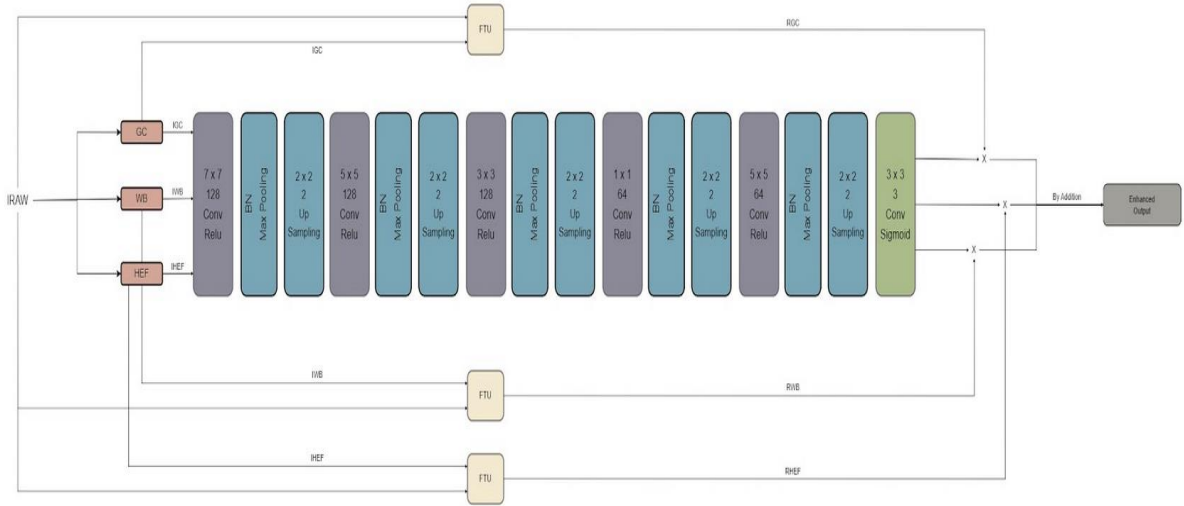 FTU
RGC
IGC
GC
IGC
IRAW
WB
IWB
HEF
IHEF
7 x 7
128
Conv
Relu
BN
Max Pooling
2 x 2
2
Up
Sampling
5 x 5
128
Conv
Relu
BN
Max Pooling
2 x 2
2
Up
Sampling
3 x 3
128
Conv
Relu
BN
Max Pooling
2 x 2
2
Up
Sampling
1 x 1
64
Conv
Relu
BN
Max Pooling
2 x 2
2
Up
Sampling
5 x 5
64
Conv
Relu
BN
Max Pooling
2 x 2
2
Up
Sampling
3 x 3
3
Conv
Sigmoid
X
X
X
By Addition
Enhanced
Output
IWB
FTU
RWB
IHEF
FTU
RHEF